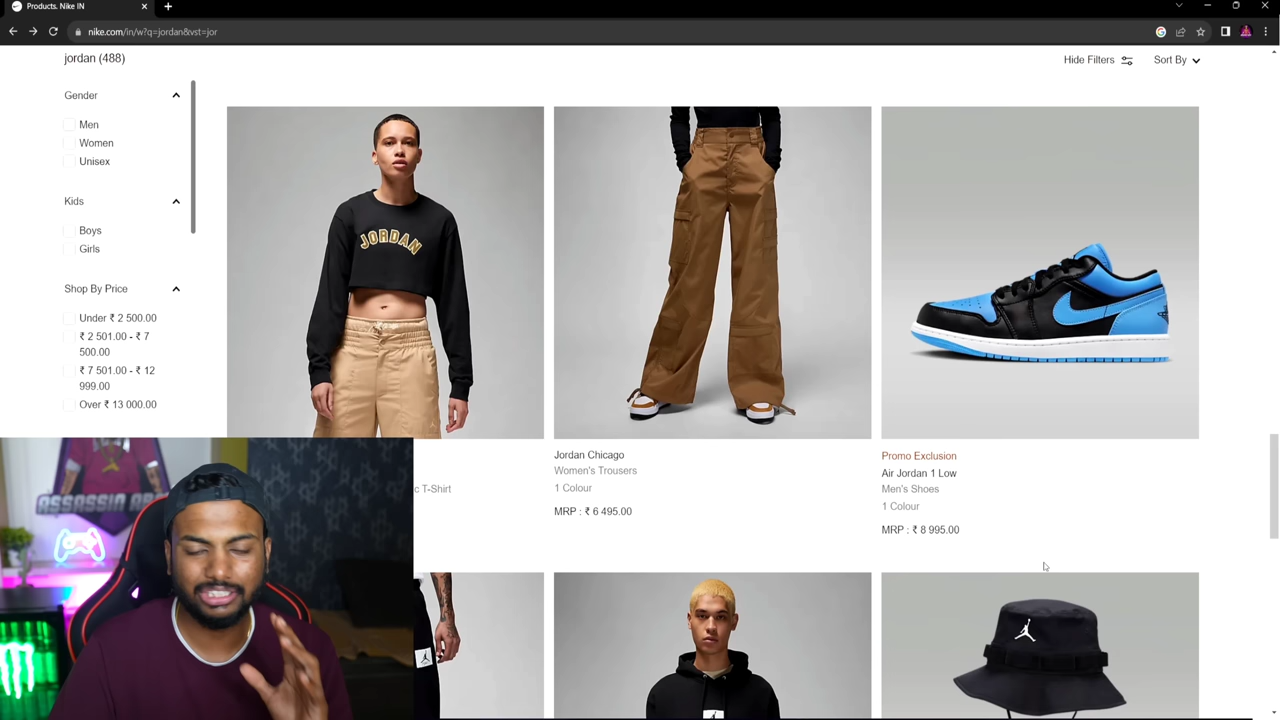 Products. Nike IN
nike.com/in/w?q=jordan&vst=jor
jordan (488)
Hide Filters
Sort By
Gender
Men
Women
Unisex
Kids
Boys
Girls
Shop By Price
Under ₹ 2 500.00
₹ 2 501.00 - ₹ 7
500.00
₹ 7 501.00 - ₹ 12
999.00
Over ₹ 13 000.00
JORDAN
c T-Shirt
Jordan Chicago
Women's Trousers
1 Colour
MRP : ₹ 6 495.00
Promo Exclusion
Air Jordan 1 Low
Men's Shoes
1 Colour
MRP : ₹ 8 995.00